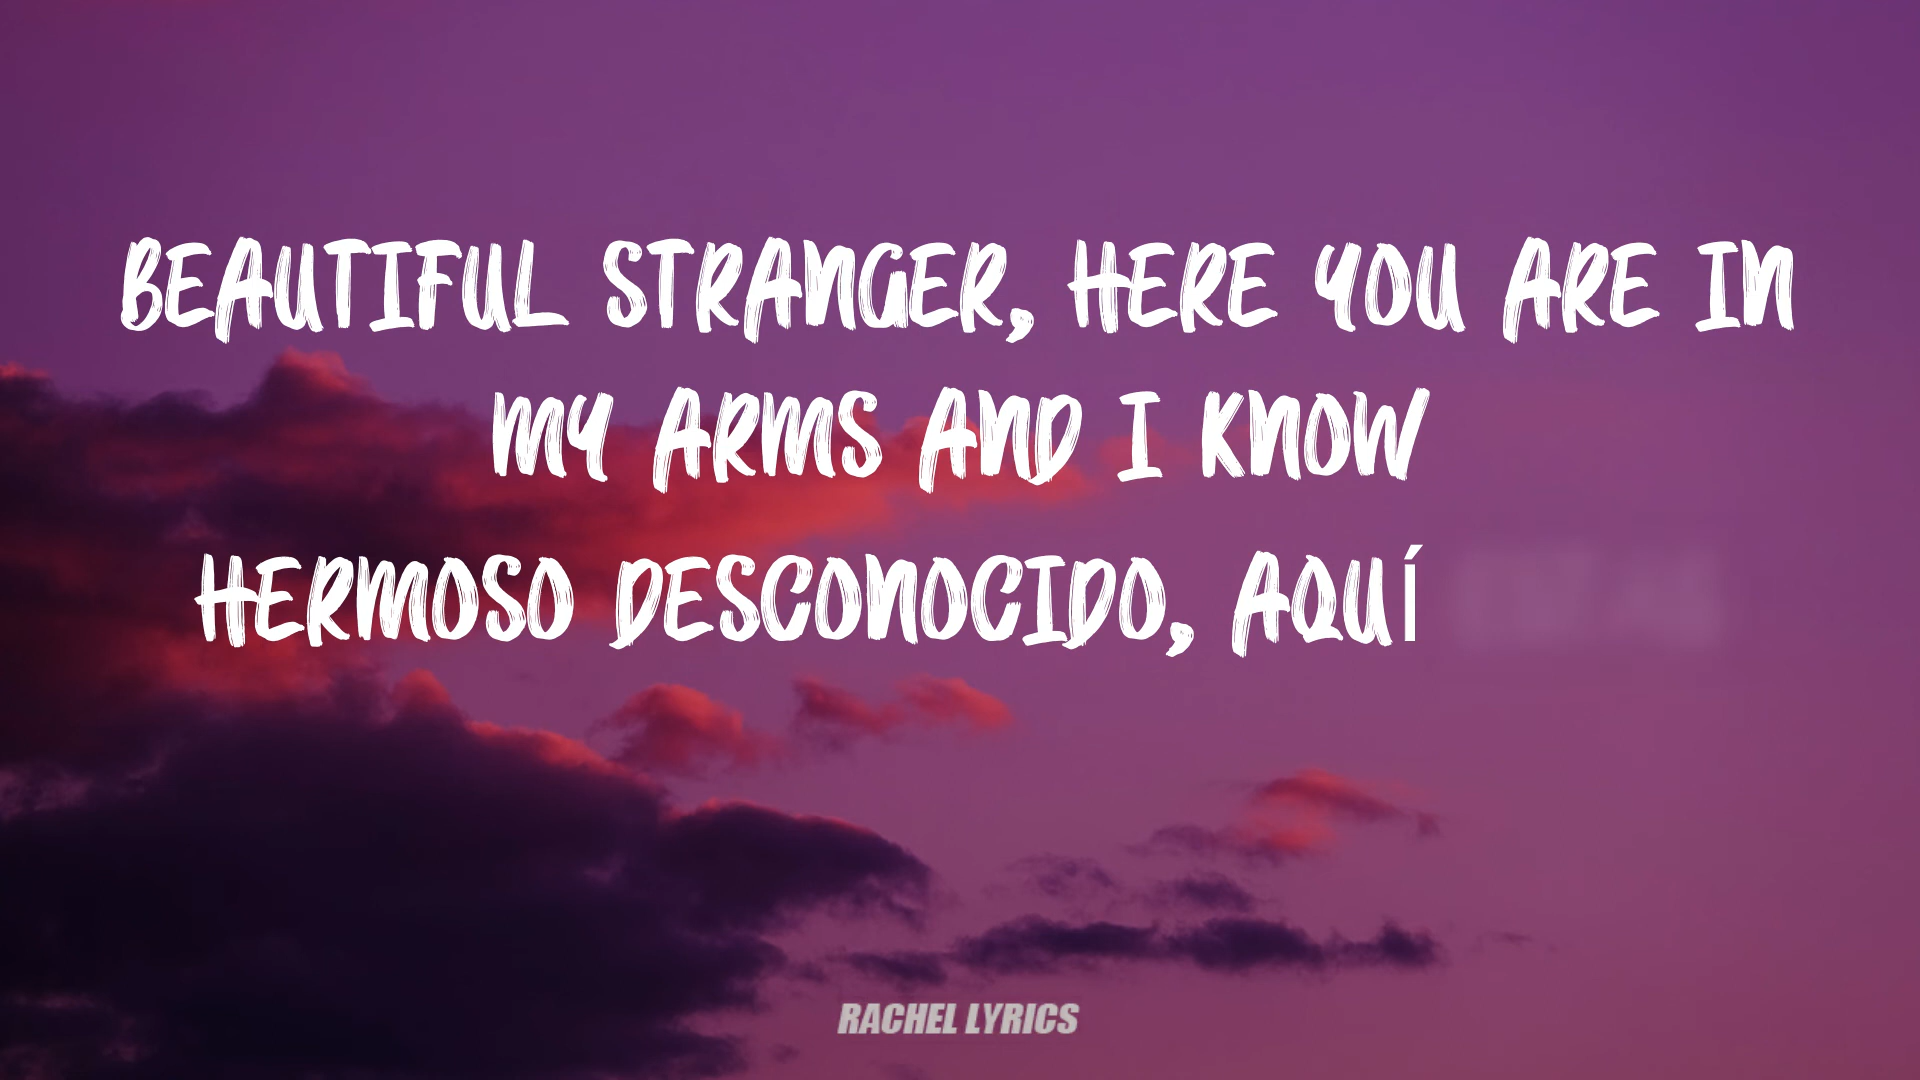 BEAUTIFUL STRANGER, HERE YOU ARE IN
MY ARMS AND I KNOW
HERMOSO DESCONOCIDO, AQUÍ
RACHEL LYRICS